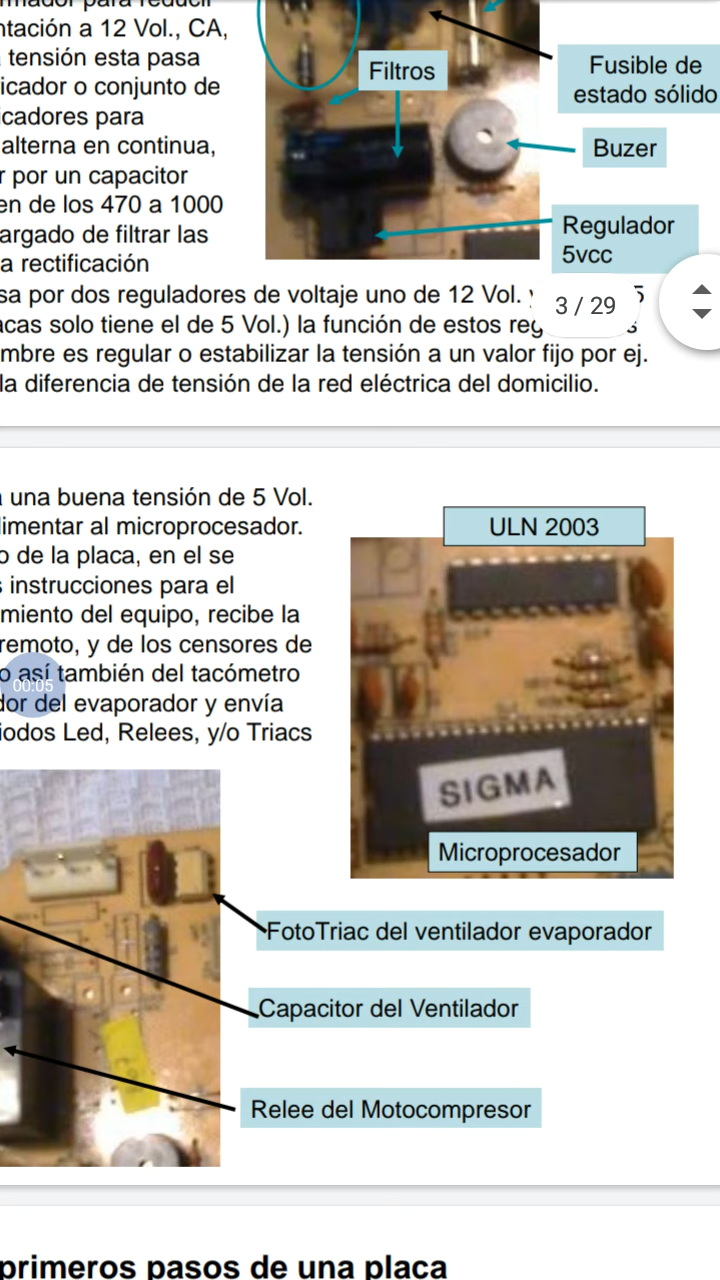 ntación a 12 Vol., CA,
tensión esta pasa
icador o conjunto de
icadores para
alterna en continua,
r por un capacitor
en de los 470 a 1000
argado de filtrar las
a rectificación
Filtros
Fusible de
estado sólido
Buzer
Regulador
5vcc
sa por dos reguladores de voltaje uno de 12 Vol. y 5
acas solo tiene el de 5 Vol.) la función de estos reg s
mbre es regular o estabilizar la tensión a un valor fijo por ej.
la diferencia de tensión de la red eléctrica del domicilio.
3 / 29
a una buena tensión de 5 Vol.
limentar al microprocesador.
o de la placa, en el se
s instrucciones para el
miento del equipo, recibe la
remoto, y de los censores de
o así también del tacómetro
dor del evaporador y envía
iodos Led, Relees, y/o Triacs
00:05
ULN 2003
SIGMA
Microprocesador
FotoTriac del ventilador evaporador
Capacitor del Ventilador
Relee del Motocompresor
primeros pasos de una placa